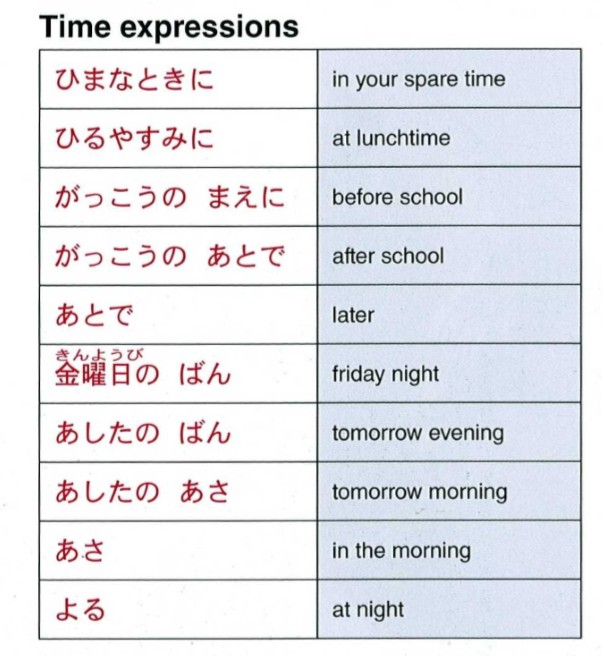 Time expressions
ひまなときに in your spare time
ひるやすみに at lunchtime
がっこうの まえに before school
がっこうの あとで after school
あとで later
きんようび
金曜日の ばん friday night
あしたの ばん tomorrow evening
あしたの あさ tomorrow morning
あさ in the morning
よる at night